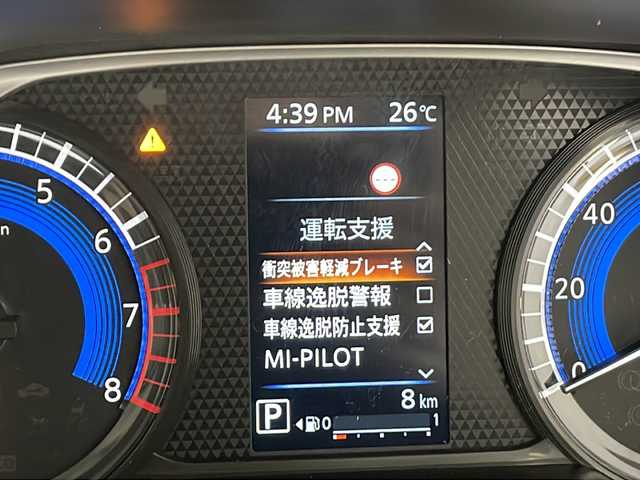 4:39 PM 26℃
運転支援
衝突被害軽減ブレーキ
車線逸脱警報
車線逸脱防止支援
MI-PILOT
8 km
P 0 1
5
6
7
8
40
20
0